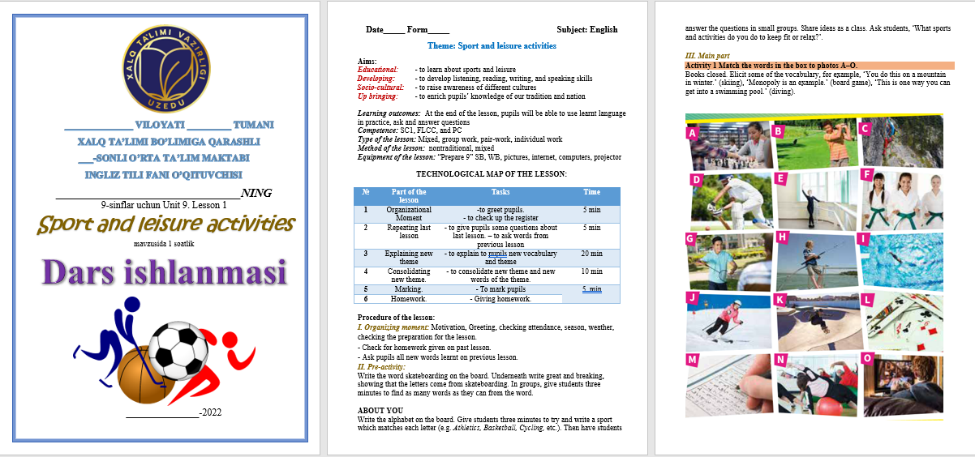 XALQ TA'LIMI VAZIRLIGI
UZEDU
____________ VILOYATI ________ TUMANI
XALQ TA'LIMI BO'LIMIGA QARASHLI
___-SONLI O'RTA TA'LIM MAKTABI
INGLIZ TILI FANI O'QITUVCHISI
______________________________NING
9-sinflar uchun Unit 9. Lesson 1
Sport and leisure activities
mavzusida 1 soatlik
Dars ishlanmasi
______________-2022
Date_____ Form_____ Subject: English
Theme: Sport and leisure activities
Aims:
Educational: - to learn about sports and leisure
Developing: - to develop listening, reading, writing, and speaking skills
Socio-cultural: - to raise awareness of different cultures
Up bringing: - to enrich pupils' knowledge of our tradition and nation
Learning outcomes: At the end of the lesson, pupils will be able to use learnt language
in practice, ask and answer questions
Competence: SC1, FLCC, and PC
Type of the lesson: Mixed, group work, pair-work, individual work
Method of the lesson: nontraditional, mixed
Equipment of the lesson: "Prepare 9" SB, WB, pictures, internet, computers, projector
TECHNOLOGICAL MAP OF THE LESSON:
№ Part of the lesson Tasks Time
1 Organizational Moment -to greet pupils. - to check up the register 5 min
2 Repeating last lesson - to give pupils some questions about last lesson. – to ask words from previous lesson 5 min
3 Explaining new theme - to explain to pupils new vocabulary and theme 20 min
4 Consolidating new theme. - to consolidate new theme and new words of the theme. 10 min
5 Marking. - To mark pupils 5 min
6 Homework. - Giving homework.
Procedure of the lesson:
I. Organizing moment: Motivation, Greeting, checking attendance, season, weather,
checking the preparation for the lesson.
- Check for homework given on past lesson.
- Ask pupils all new words learnt on previous lesson.
II. Pre-activity:
Write the word skateboarding on the board. Underneath write great and breaking,
showing that the letters come from skateboarding. In groups, give students three
minutes to find as many words as they can from the word.
ABOUT YOU
Write the alphabet on the board. Give students three minutes to try and write a sport
which matches each letter (e.g. Athletics, Basketball, Cycling, etc.). Then have students
answer the questions in small groups. Share ideas as a class. Ask students, 'What sports
and activities do you do to keep fit or relax?'.
III. Main part
Activity 1 Match the words in the box to photos A–O.
Books closed. Elicit some of the vocabulary, for example, 'You do this on a mountain
in winter.' (skiing), 'Monopoly is an example.' (board game), 'This is one way you can
get into a swimming pool.' (diving).
A B C
D E F
G H I
J K L
M N O